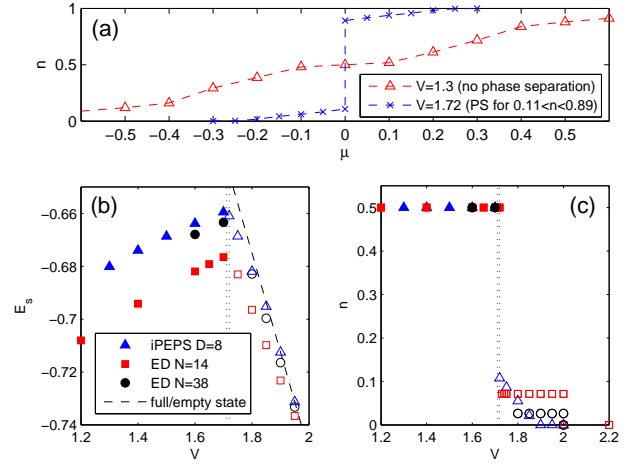 (a)
n
1
0.5
0
V=1.3 (no phase separation)
V=1.72 (PS for 0.11<n<0.89)
−0.5 −0.4 −0.3 −0.2 −0.1 0 0.1 0.2 0.3 0.4 0.5
μ
(b)
E_s
−0.66
−0.68
−0.7
−0.72
−0.74
iPEPS D=8
ED N=14
ED N=38
full/empty state
1.2 1.4 1.6 1.8 2
V
(c)
n
0.5
0.4
0.3
0.2
0.1
0
1.2 1.4 1.6 1.8 2 2.2
V